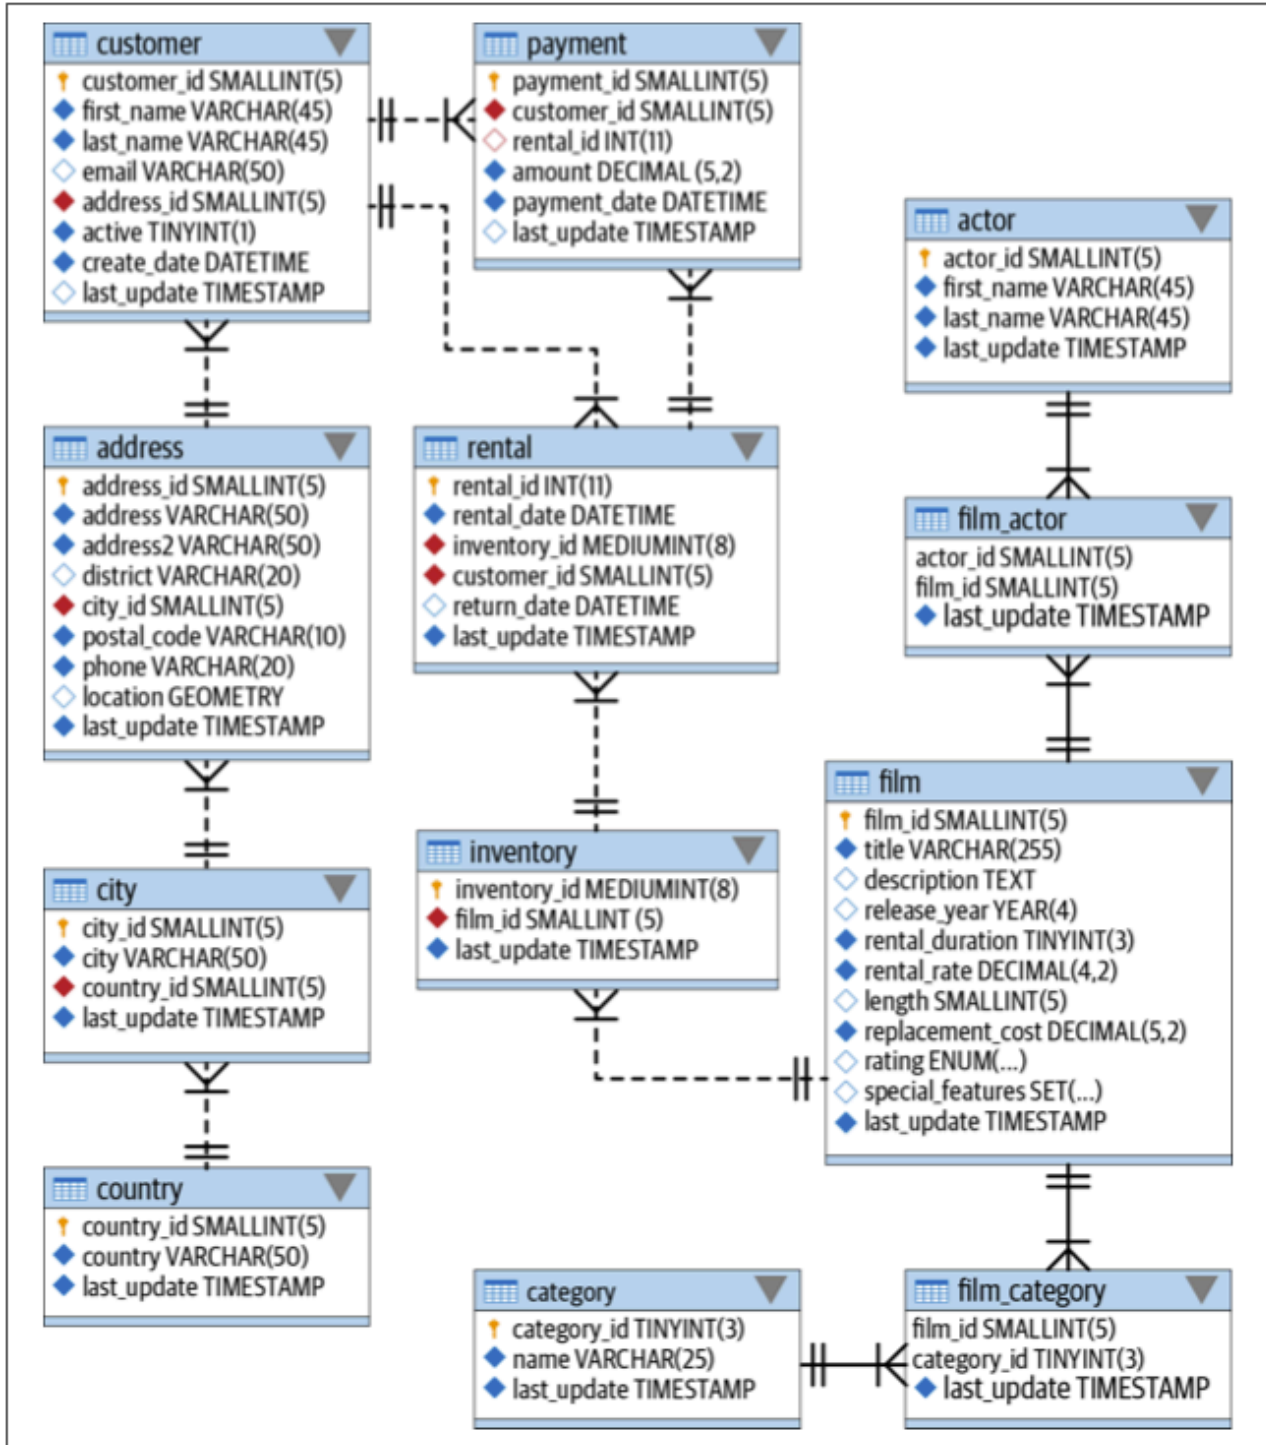 customer
customer_id SMALLINT(5)
first_name VARCHAR(45)
last_name VARCHAR(45)
email VARCHAR(50)
address_id SMALLINT(5)
active TINYINT(1)
create_date DATETIME
last_update TIMESTAMP
payment
payment_id SMALLINT(5)
customer_id SMALLINT(5)
rental_id INT(11)
amount DECIMAL (5,2)
payment_date DATETIME
last_update TIMESTAMP
actor
actor_id SMALLINT(5)
first_name VARCHAR(45)
last_name VARCHAR(45)
last_update TIMESTAMP
address
address_id SMALLINT(5)
address VARCHAR(50)
address2 VARCHAR(50)
district VARCHAR(20)
city_id SMALLINT(5)
postal_code VARCHAR(10)
phone VARCHAR(20)
location GEOMETRY
last_update TIMESTAMP
rental
rental_id INT(11)
rental_date DATETIME
inventory_id MEDIUMINT(8)
customer_id SMALLINT(5)
return_date DATETIME
last_update TIMESTAMP
film_actor
actor_id SMALLINT(5)
film_id SMALLINT(5)
last_update TIMESTAMP
city
city_id SMALLINT(5)
city VARCHAR(50)
country_id SMALLINT(5)
last_update TIMESTAMP
inventory
inventory_id MEDIUMINT(8)
film_id SMALLINT (5)
last_update TIMESTAMP
film
film_id SMALLINT(5)
title VARCHAR(255)
description TEXT
release_year YEAR(4)
rental_duration TINYINT(3)
rental_rate DECIMAL(4,2)
length SMALLINT(5)
replacement_cost DECIMAL(5,2)
rating ENUM(...)
special_features SET(...)
last_update TIMESTAMP
country
country_id SMALLINT(5)
country VARCHAR(50)
last_update TIMESTAMP
category
category_id TINYINT(3)
name VARCHAR(25)
last_update TIMESTAMP
film_category
film_id SMALLINT(5)
category_id TINYINT(3)
last_update TIMESTAMP